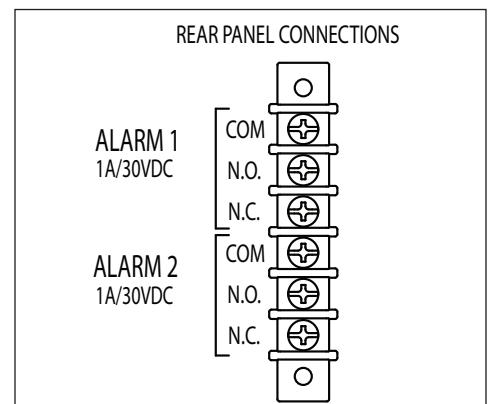 REAR PANEL CONNECTIONS
ALARM 1
1A/30VDC
COM
N.O.
N.C.
ALARM 2
1A/30VDC
COM
N.O.
N.C.